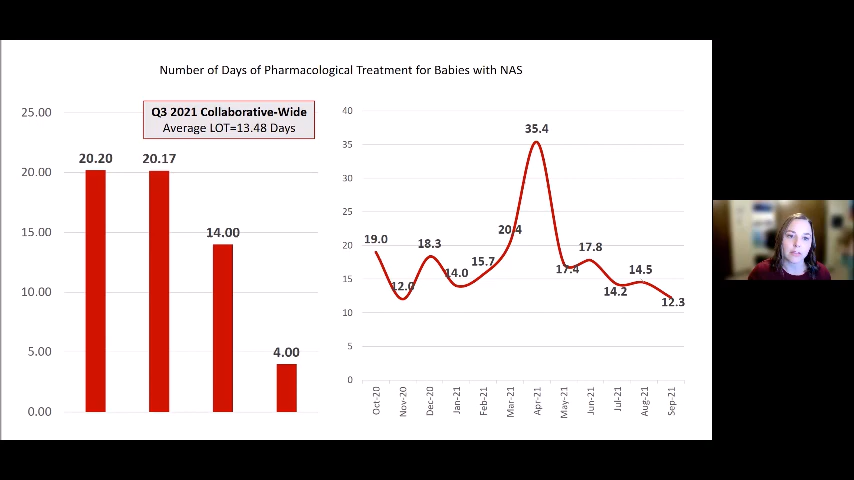 Number of Days of Pharmacological Treatment for Babies with NAS
Q3 2021 Collaborative-Wide
Average LOT=13.48 Days
25.00
20.00
15.00
10.00
5.00
0.00
20.20
20.17
14.00
4.00
40
35
30
25
20
15
10
5
0
19.0
12.0
18.3
14.0
15.7
20.4
35.4
17.4
17.8
14.2
14.5
12.3
Oct-20
Nov-20
Dec-20
Jan-21
Feb-21
Mar-21
Apr-21
May-21
Jun-21
Jul-21
Aug-21
Sep-21